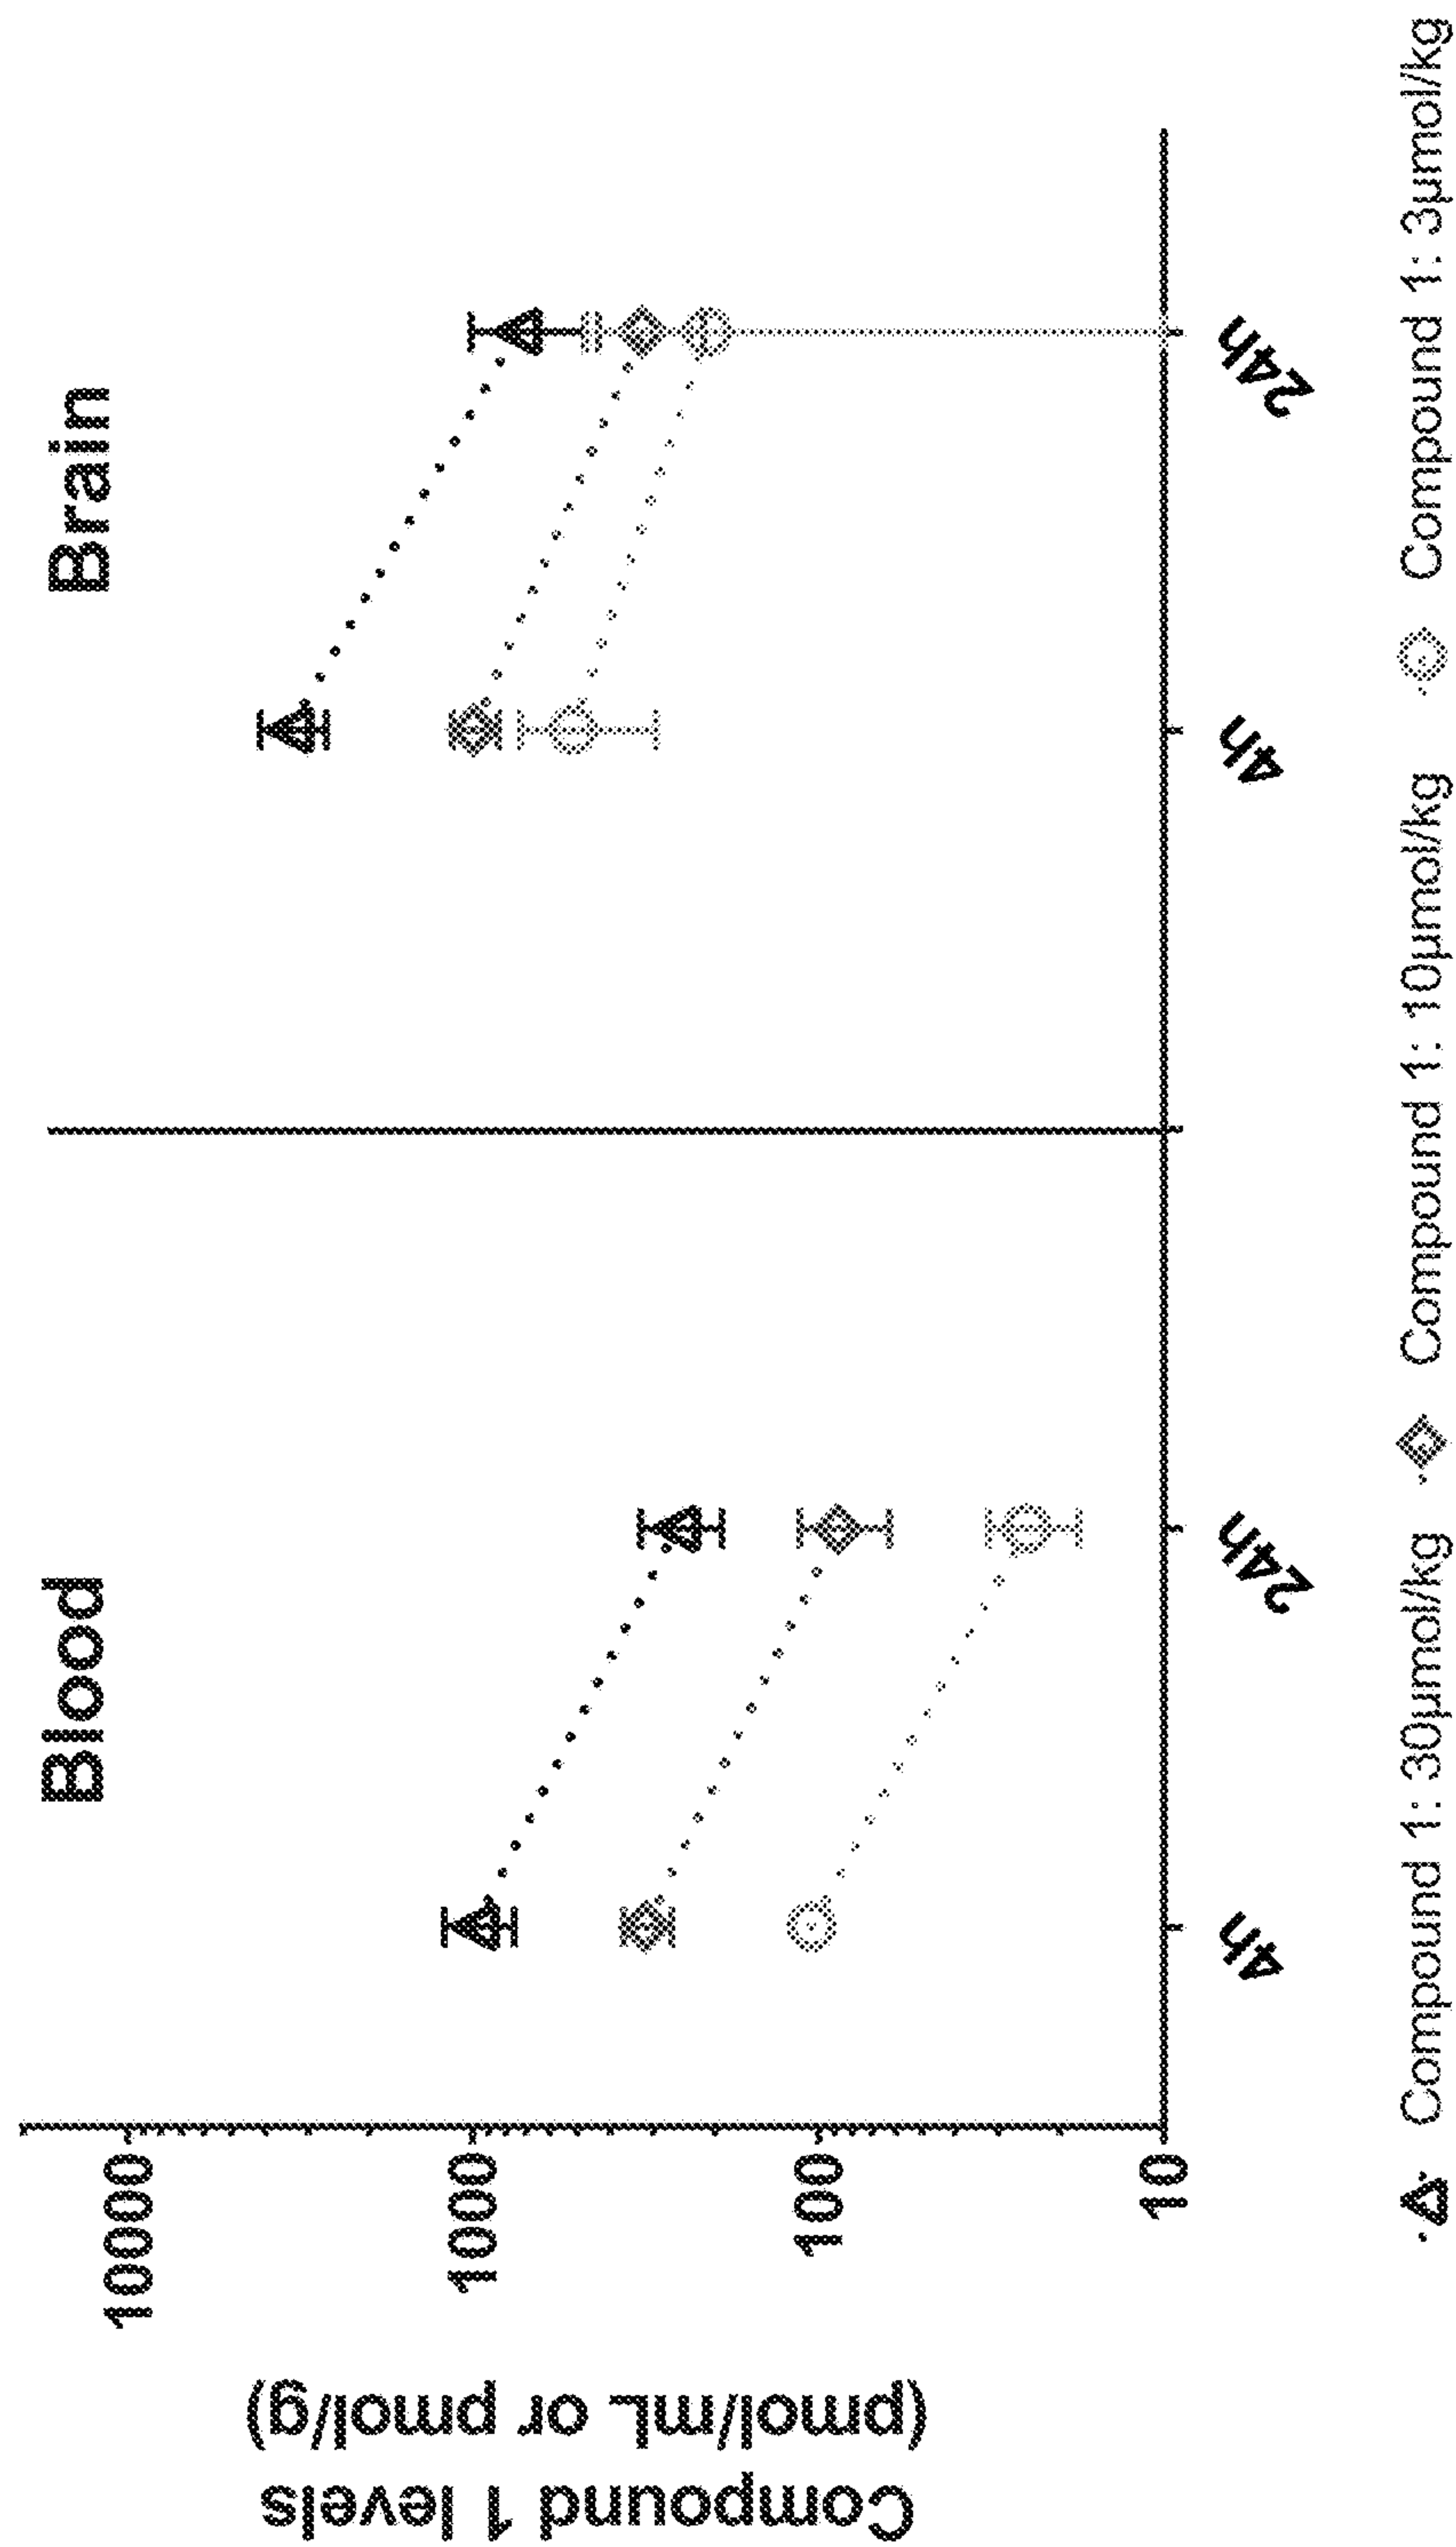 Blood
Brain
Compound 1 levels
(pmol/mL or pmol/g)
10000
1000
100
10
4h
24h
4h
24h
Compound 1: 30µmol/kg
Compound 1: 10µmol/kg
Compound 1: 3µmol/kg